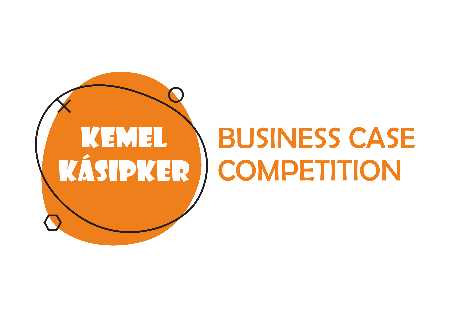 KEMEL
KÁSIPKER
BUSINESS CASE
COMPETITION